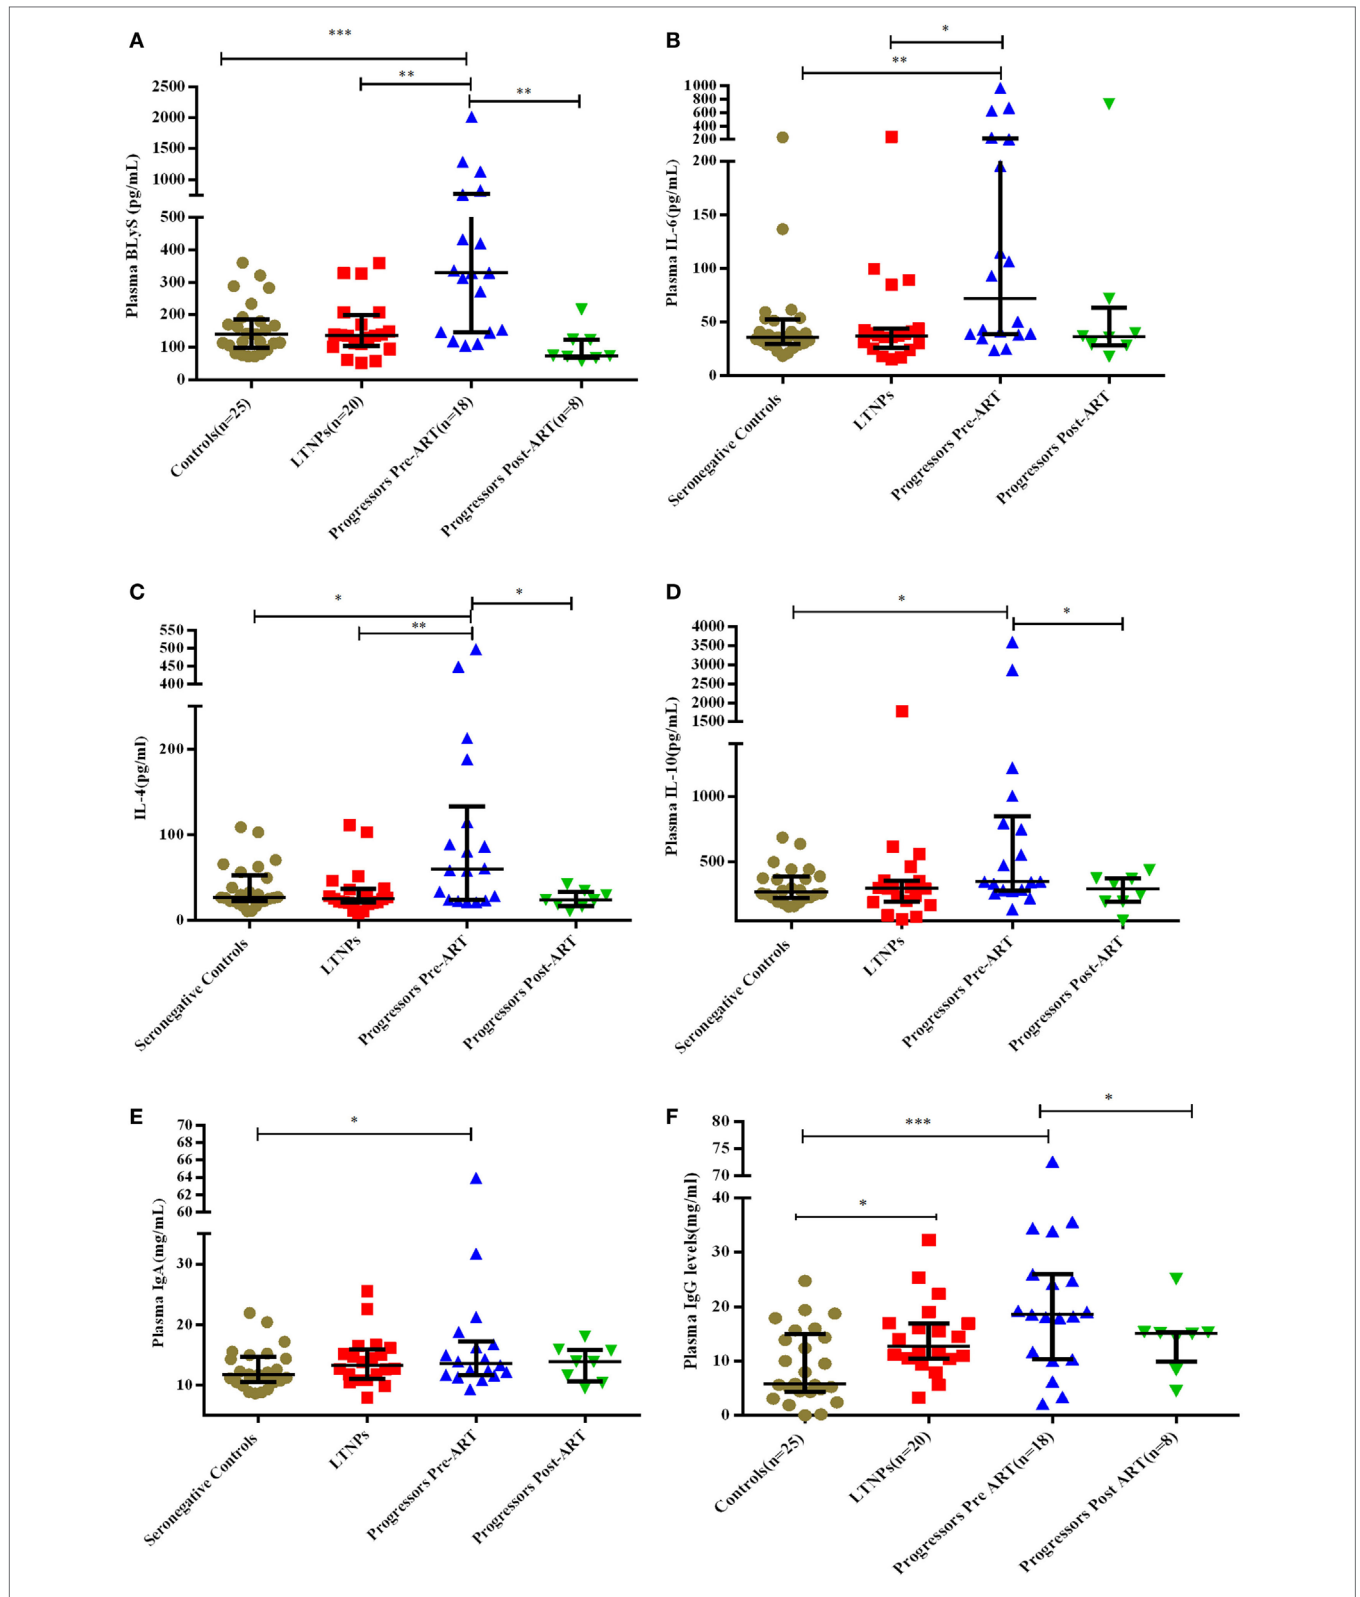 A
***
**
**
2500
2000
1500
1000
500
400
300
200
100
0
Plasma BLyS (pg/mL)
Controls(n=25)
LTNPs(n=20)
Progressors Pre-ART(n=18)
Progressors Post-ART(n=8)
B
*
**
1000
800
600
400
200
200
150
100
50
0
Plasma IL-6(pg/mL)
Seronegative Controls
LTNPs
Progressors Pre-ART
Progressors Post-ART
C
*
*
**
550
500
450
400
200
100
0
IL-4(pg/ml)
Seronegative Controls
LTNPs
Progressors Pre-ART
Progressors Post-ART
D
*
*
4000
3500
3000
2500
2000
1500
1000
500
Plasma IL-10(pg/mL)
Seronegative Controls
LTNPs
Progressors Pre-ART
Progressors Post-ART
E
*
70
68
66
64
62
60
30
20
10
Plasma IgA(mg/mL)
Seronegative Controls
LTNPs
Progressors Pre-ART
Progressors Post-ART
F
*
***
*
80
75
70
40
30
20
10
0
Plasma IgG levels(mg/ml)
Controls(n=25)
LTNPs(n=20)
Progressors Pre ART(n=18)
Progressors Post ART(n=8)